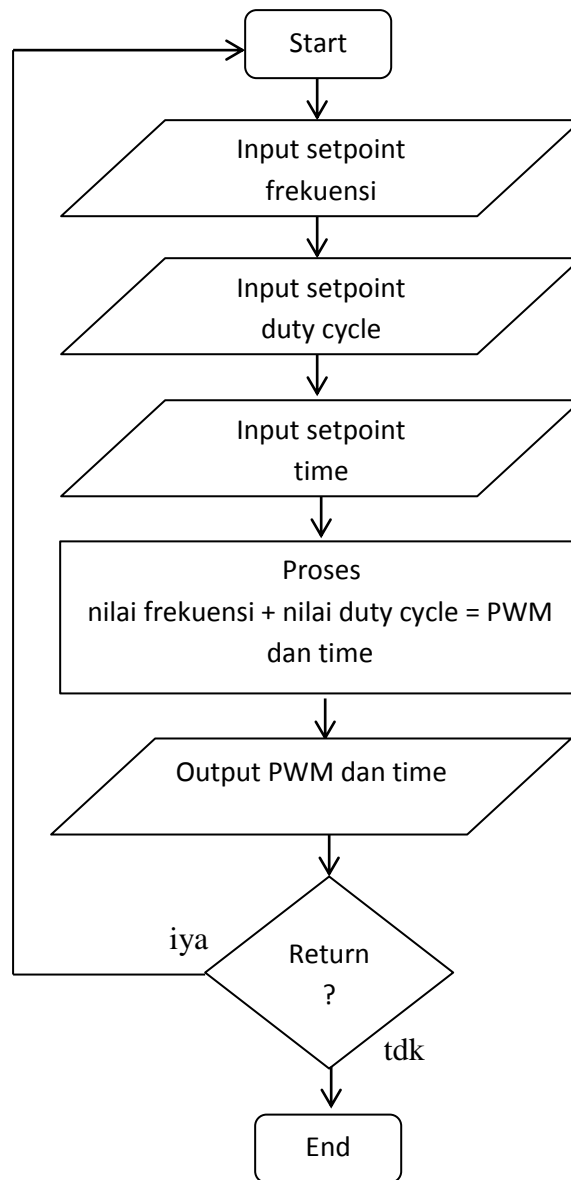 Start
Input setpoint
frekuensi
Input setpoint
duty cycle
Input setpoint
time
Proses
nilai frekuensi + nilai duty cycle = PWM
dan time
Output PWM dan time
iya
Return
?
tdk
End